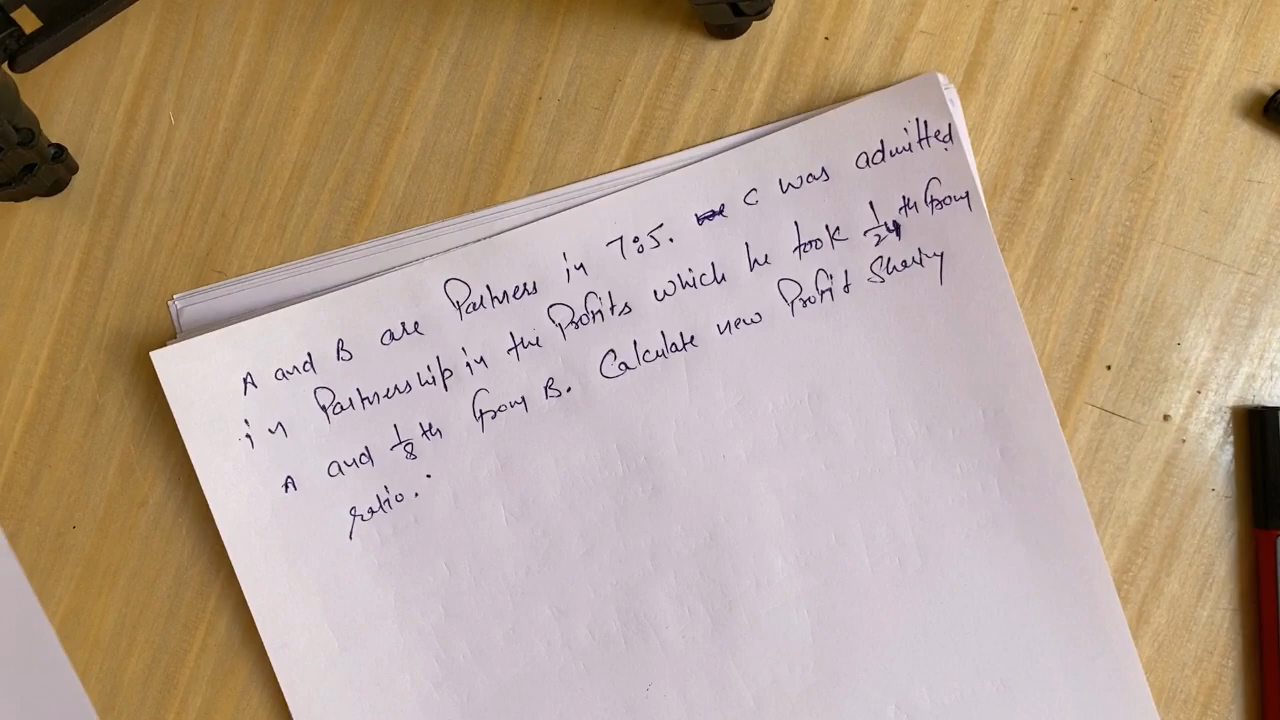 A and B are Partners in 7:5. C was admitted
in Partnership in the Profits which he took 1/24th from
A and 1/8th from B. Calculate new Profit Sharing
ratio.